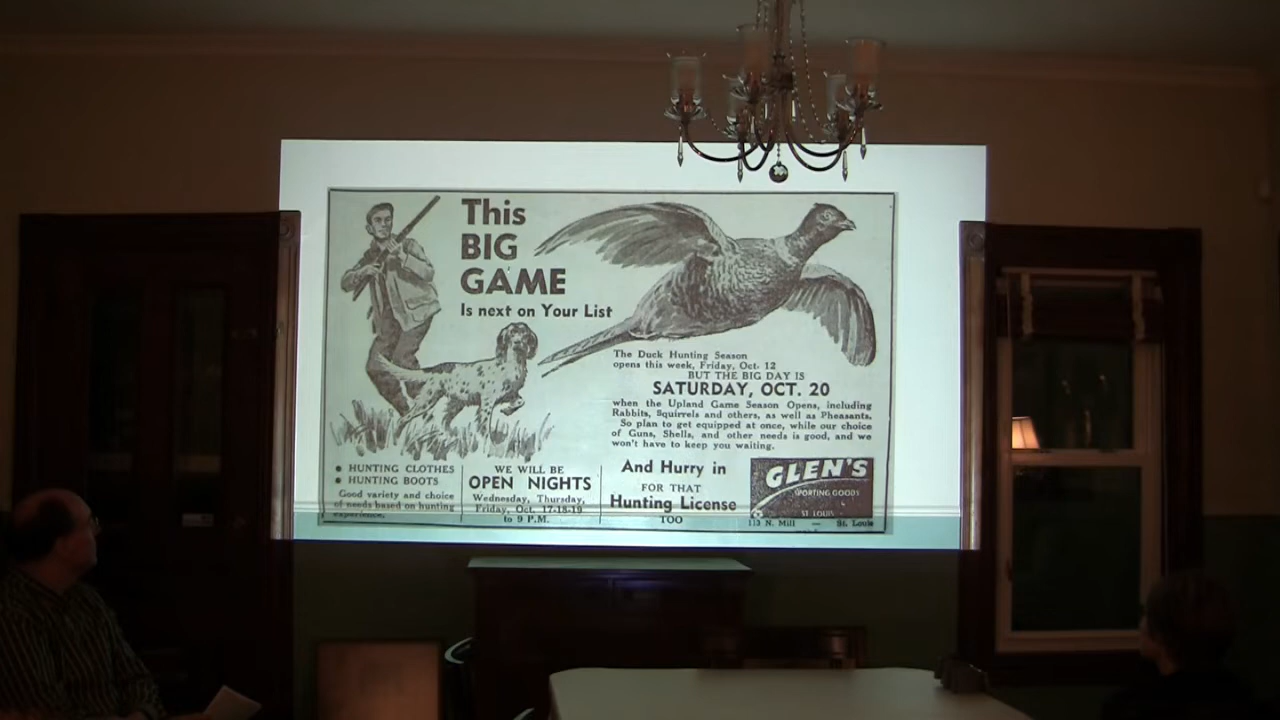 This
BIG
GAME
Is next on Your List
The Duck Hunting Season
opens this week, Friday, Oct. 12
BUT THE BIG DAY IS
SATURDAY, OCT. 20
when the Upland Game Season Opens, including
Rabbits, Squirrels and others, as well as Pheasants.
So plan to get equipped at once, while our choice
of Guns, Shells, and other needs is good, and we
won't have to keep you waiting.
● HUNTING CLOTHES
● HUNTING BOOTS
Good variety and choice
of needs based on hunting
experience.
WE WILL BE
OPEN NIGHTS
Wednesday, Thursday,
Friday, Oct. 17-18-19
to 9 P.M.
And Hurry in
FOR THAT
Hunting License
TOO
GLEN'S
SPORTING GOODS
ST LOUIS
113 N. Mill — St. Louis